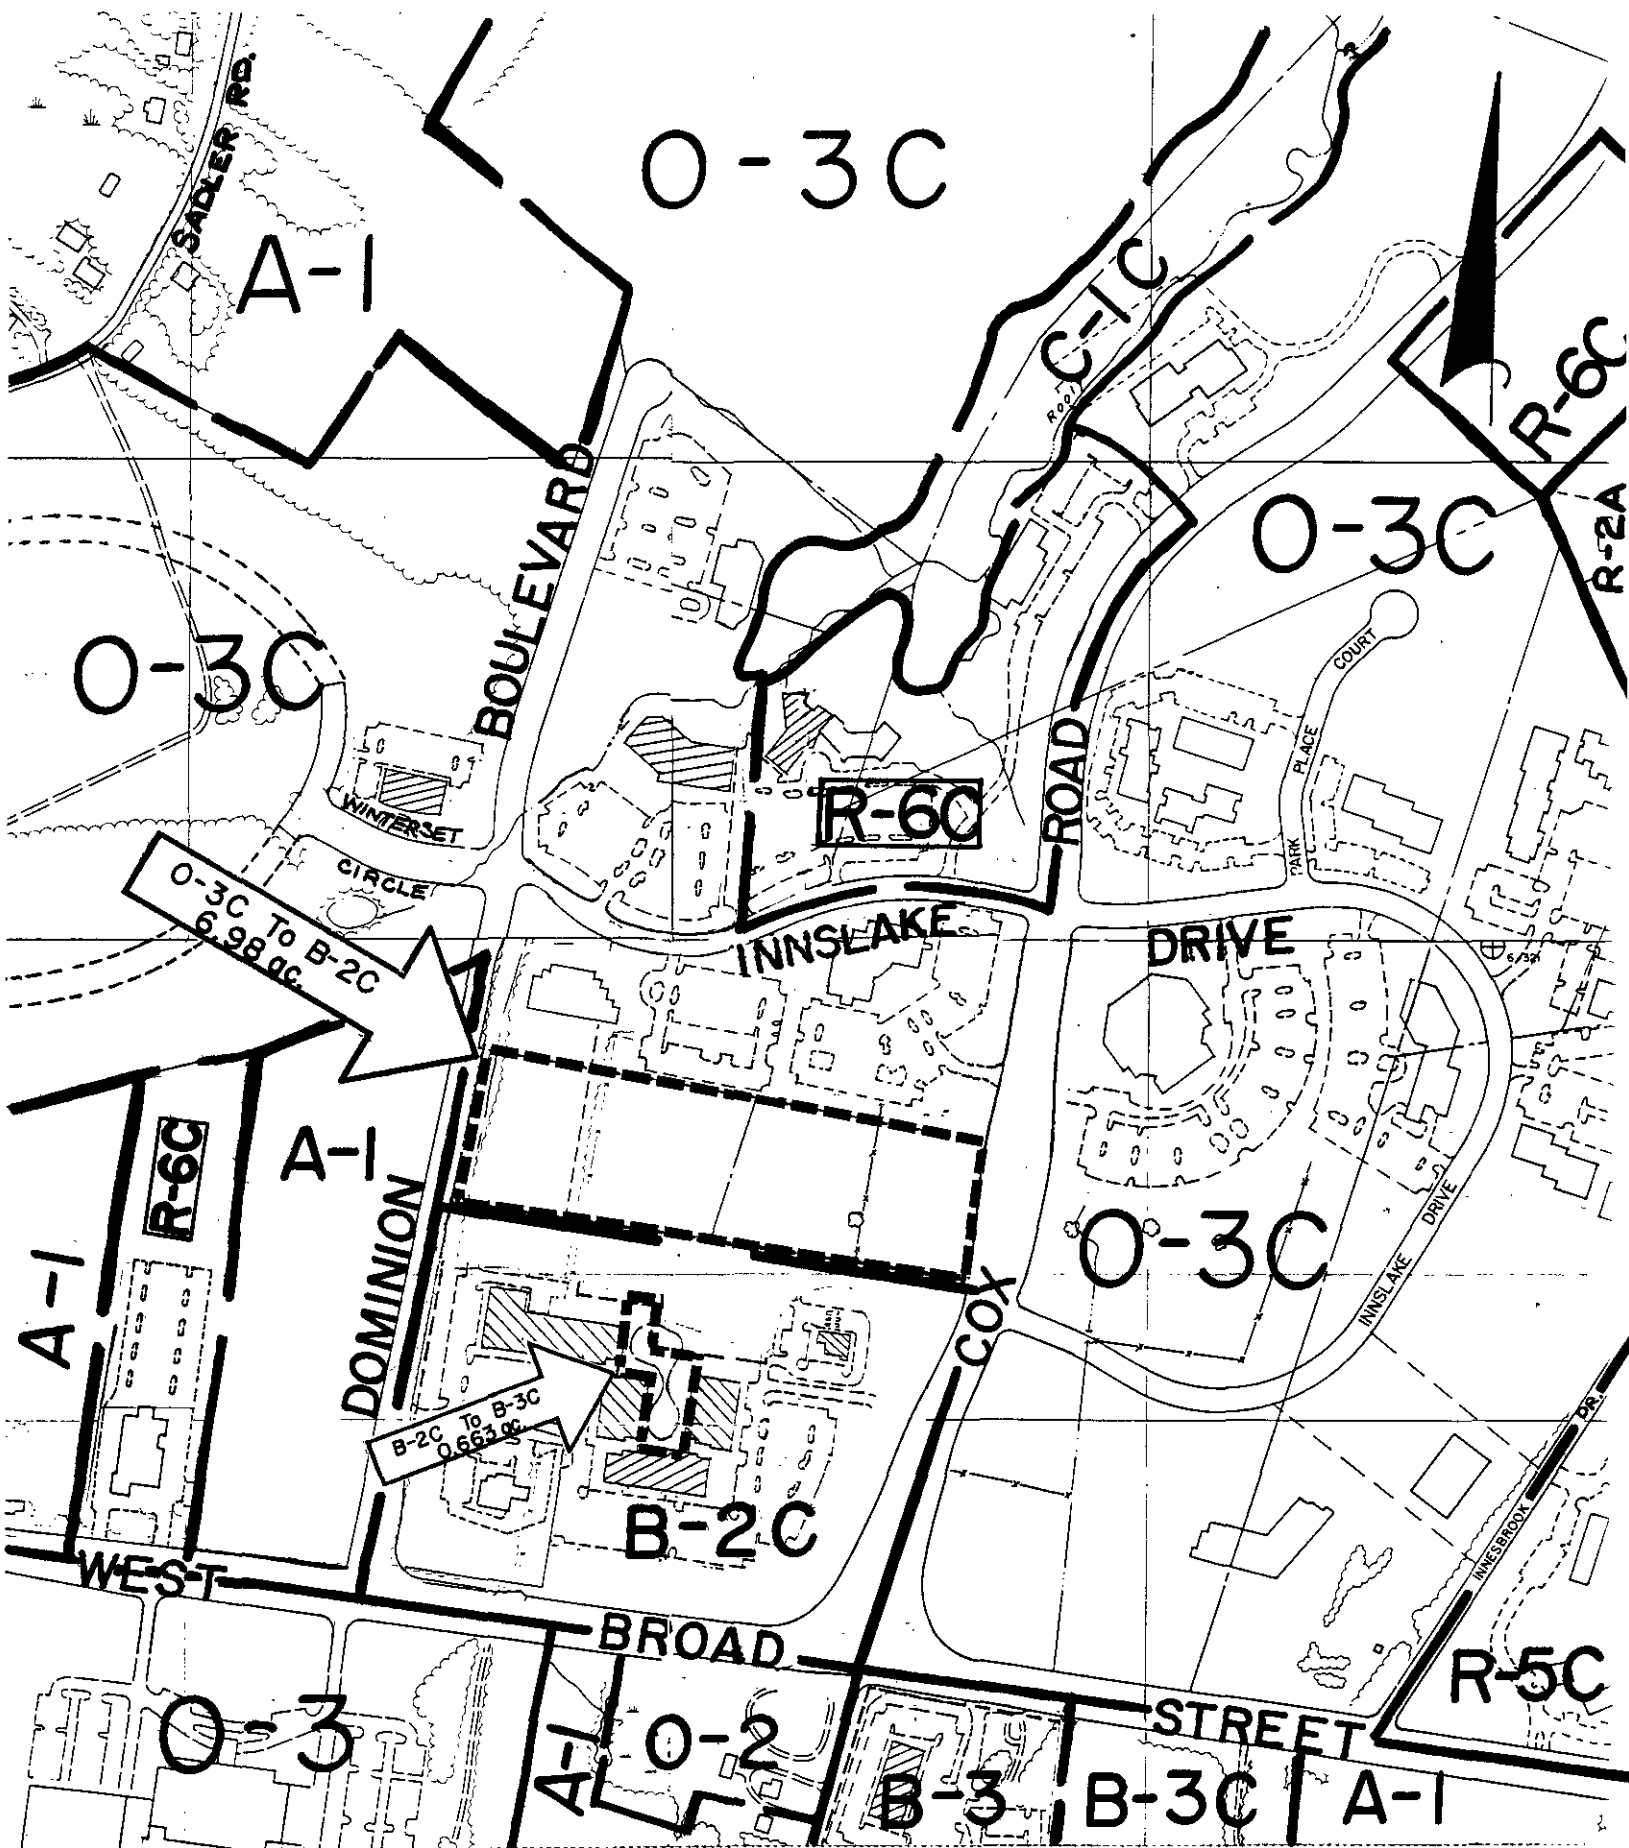 SADLER RD.
O-3C
A-1
C-1C
ROOT
R-6C
R-2A
O-3C
BOULEVARD
O-3C
COURT
PLACE
PARK
WINTERSET
CIRCLE
R-6C
ROAD
O-3C To B-2C
6.98 ac.
INNSLAKE
DRIVE
R-6C
A-1
A-1
DOMINION
COX
O-3C
INNSLAKE DRIVE
B-2C To B-3C
0.663 ac.
B-2C
INNESBROOK DR.
WEST
BROAD
STREET
R-5C
O-3
A-1
O-2
B-3
B-3C
A-1